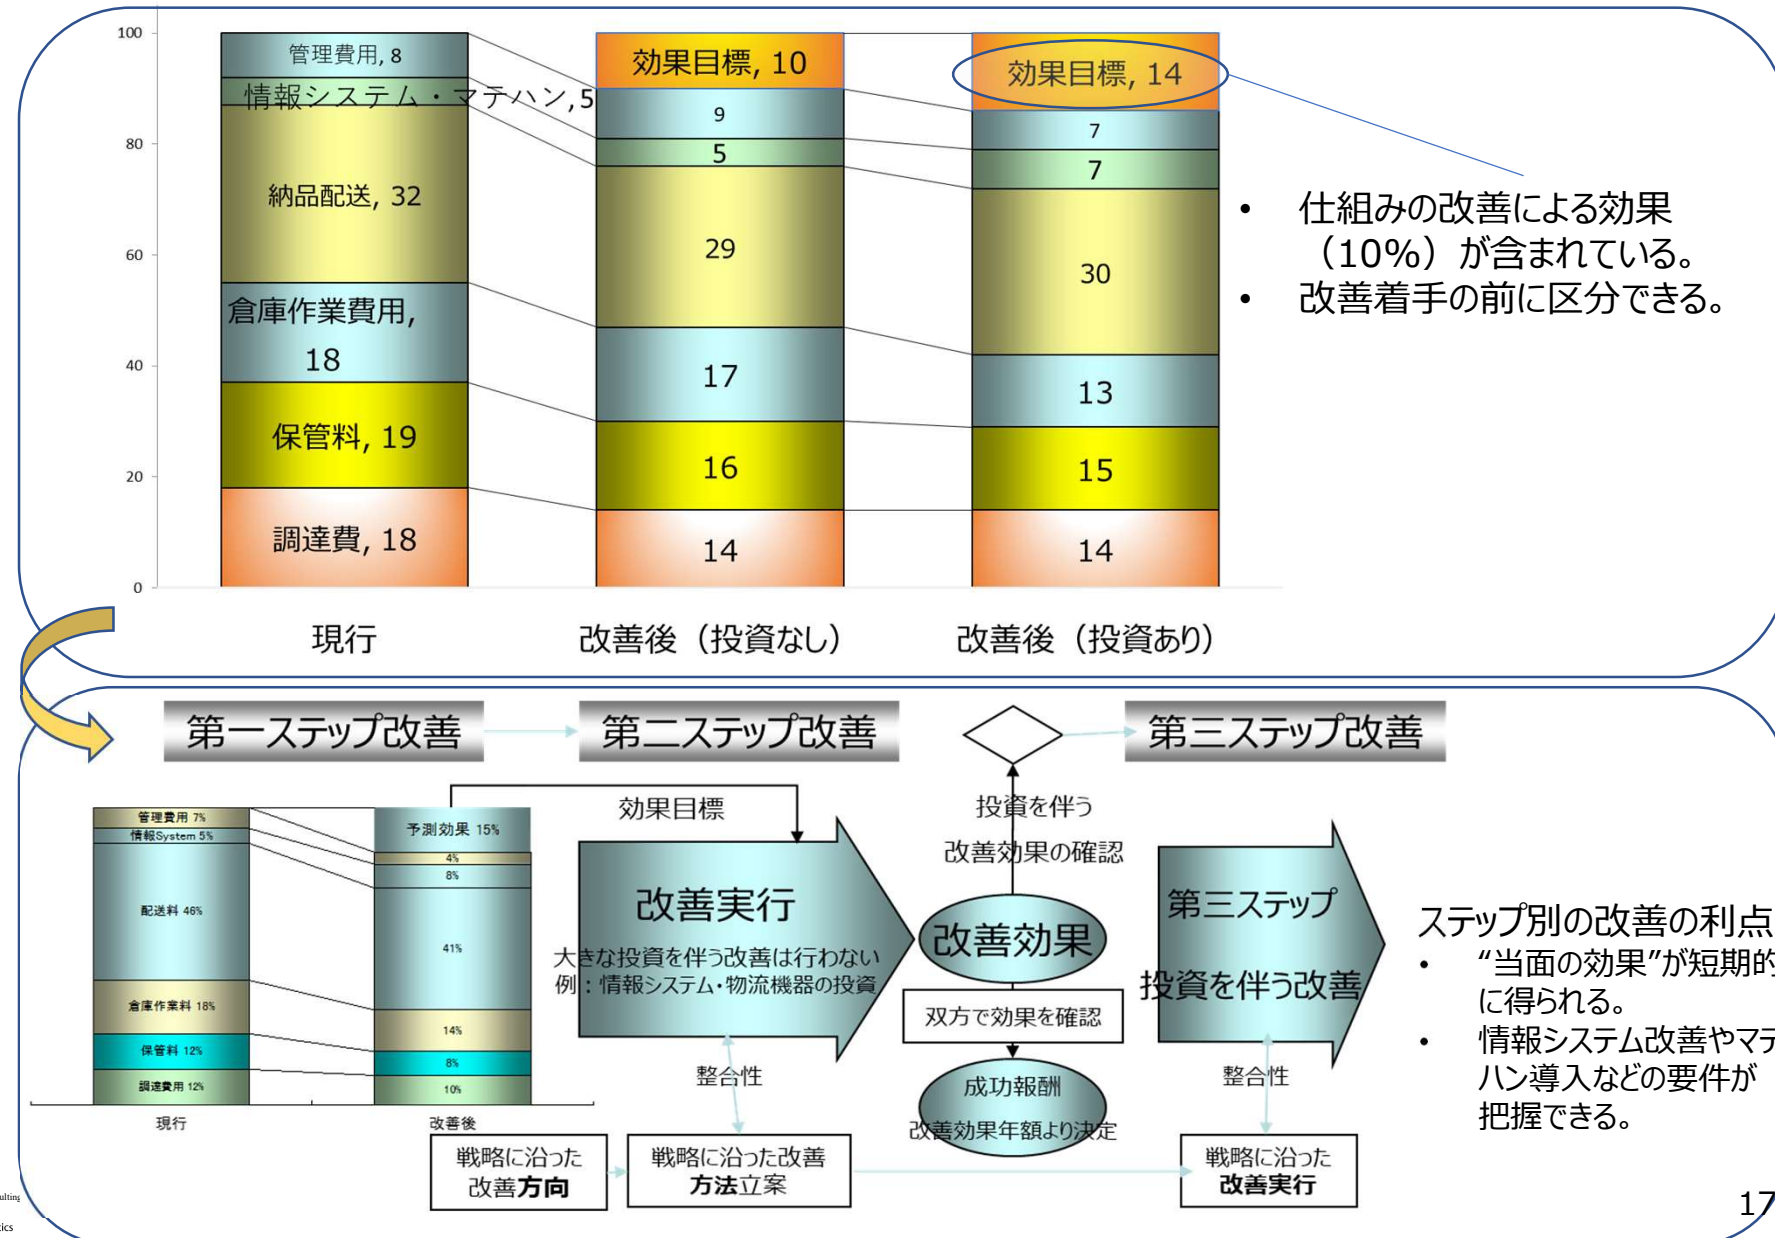 100
80
60
40
20
0
管理費用, 8
情報システム・マテハン,5
納品配送, 32
倉庫作業費用,
18
保管料, 19
調達費, 18
効果目標, 10
9
5
29
17
16
14
効果目標, 14
7
7
30
13
15
14
現行
改善後（投資なし）
改善後（投資あり）
• 仕組みの改善による効果
（10%）が含まれている。
• 改善着手の前に区分できる。
第一ステップ改善
第二ステップ改善
第三ステップ改善
管理費用 7%
情報System 5%
配送料 46%
倉庫作業料 18%
保管料 12%
調達費用 12%
現行
予測効果 15%
4%
8%
41%
14%
8%
10%
改善後
効果目標
改善実行
大きな投資を伴う改善は行わない
例：情報システム・物流機器の投資
整合性
投資を伴う
改善効果の確認
改善効果
双方で効果を確認
成功報酬
改善効果年額より決定
第三ステップ
投資を伴う改善
整合性
戦略に沿った
改善方向
戦略に沿った改善
方法立案
戦略に沿った
改善実行
ステップ別の改善の利点
• “当面の効果”が短期的
に得られる。
• 情報システム改善やマテ
ハン導入などの要件が
把握できる。
ulting
tics
17